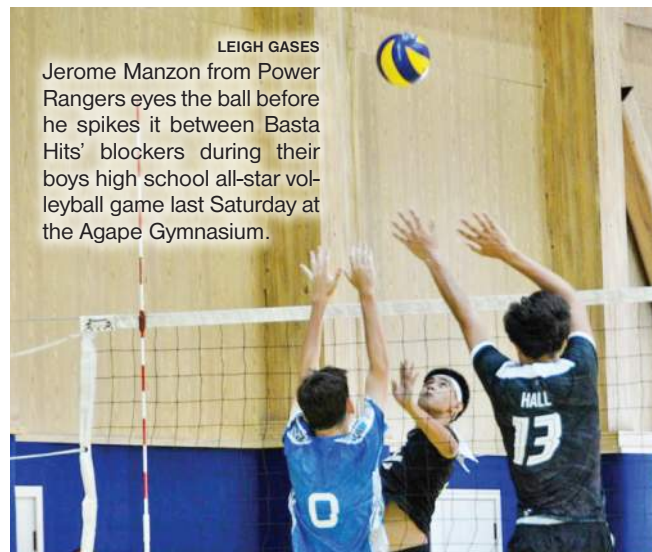 LEIGH GASES
Jerome Manzon from Power
Rangers eyes the ball before
he spikes it between Basta
Hits' blockers during their
boys high school all-star vol-
leyball game last Saturday at
the Agape Gymnasium.
HALL
0
13